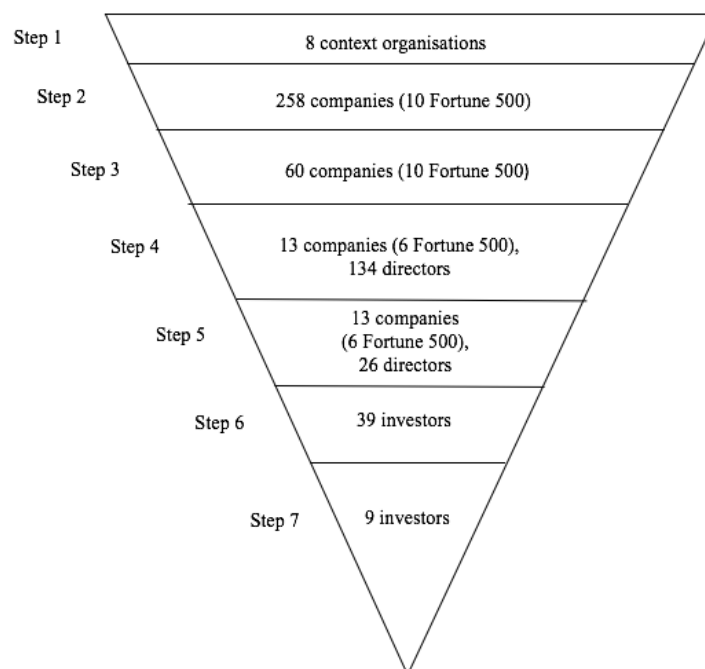 Step 1
8 context organisations
Step 2
258 companies (10 Fortune 500)
Step 3
60 companies (10 Fortune 500)
Step 4
13 companies (6 Fortune 500),
134 directors
Step 5
13 companies
(6 Fortune 500),
26 directors
Step 6
39 investors
Step 7
9 investors